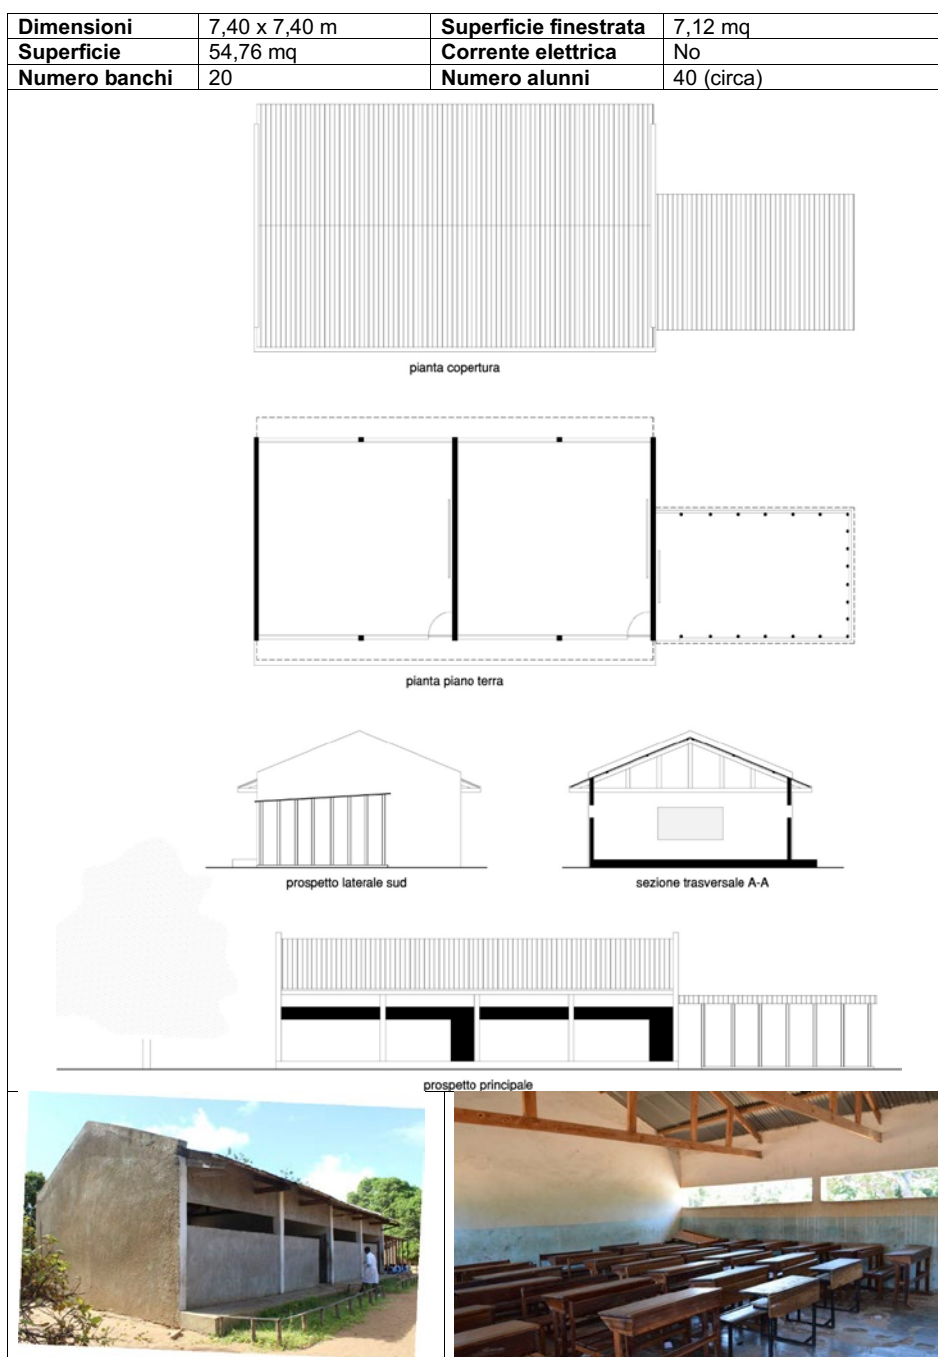 Dimensioni 7,40 x 7,40 m Superficie finestrata 7,12 mq
Superficie 54,76 mq Corrente elettrica No
Numero banchi 20 Numero alunni 40 (circa)
pianta copertura
pianta piano terra
prospetto laterale sud
sezione trasversale A-A
prospetto principale